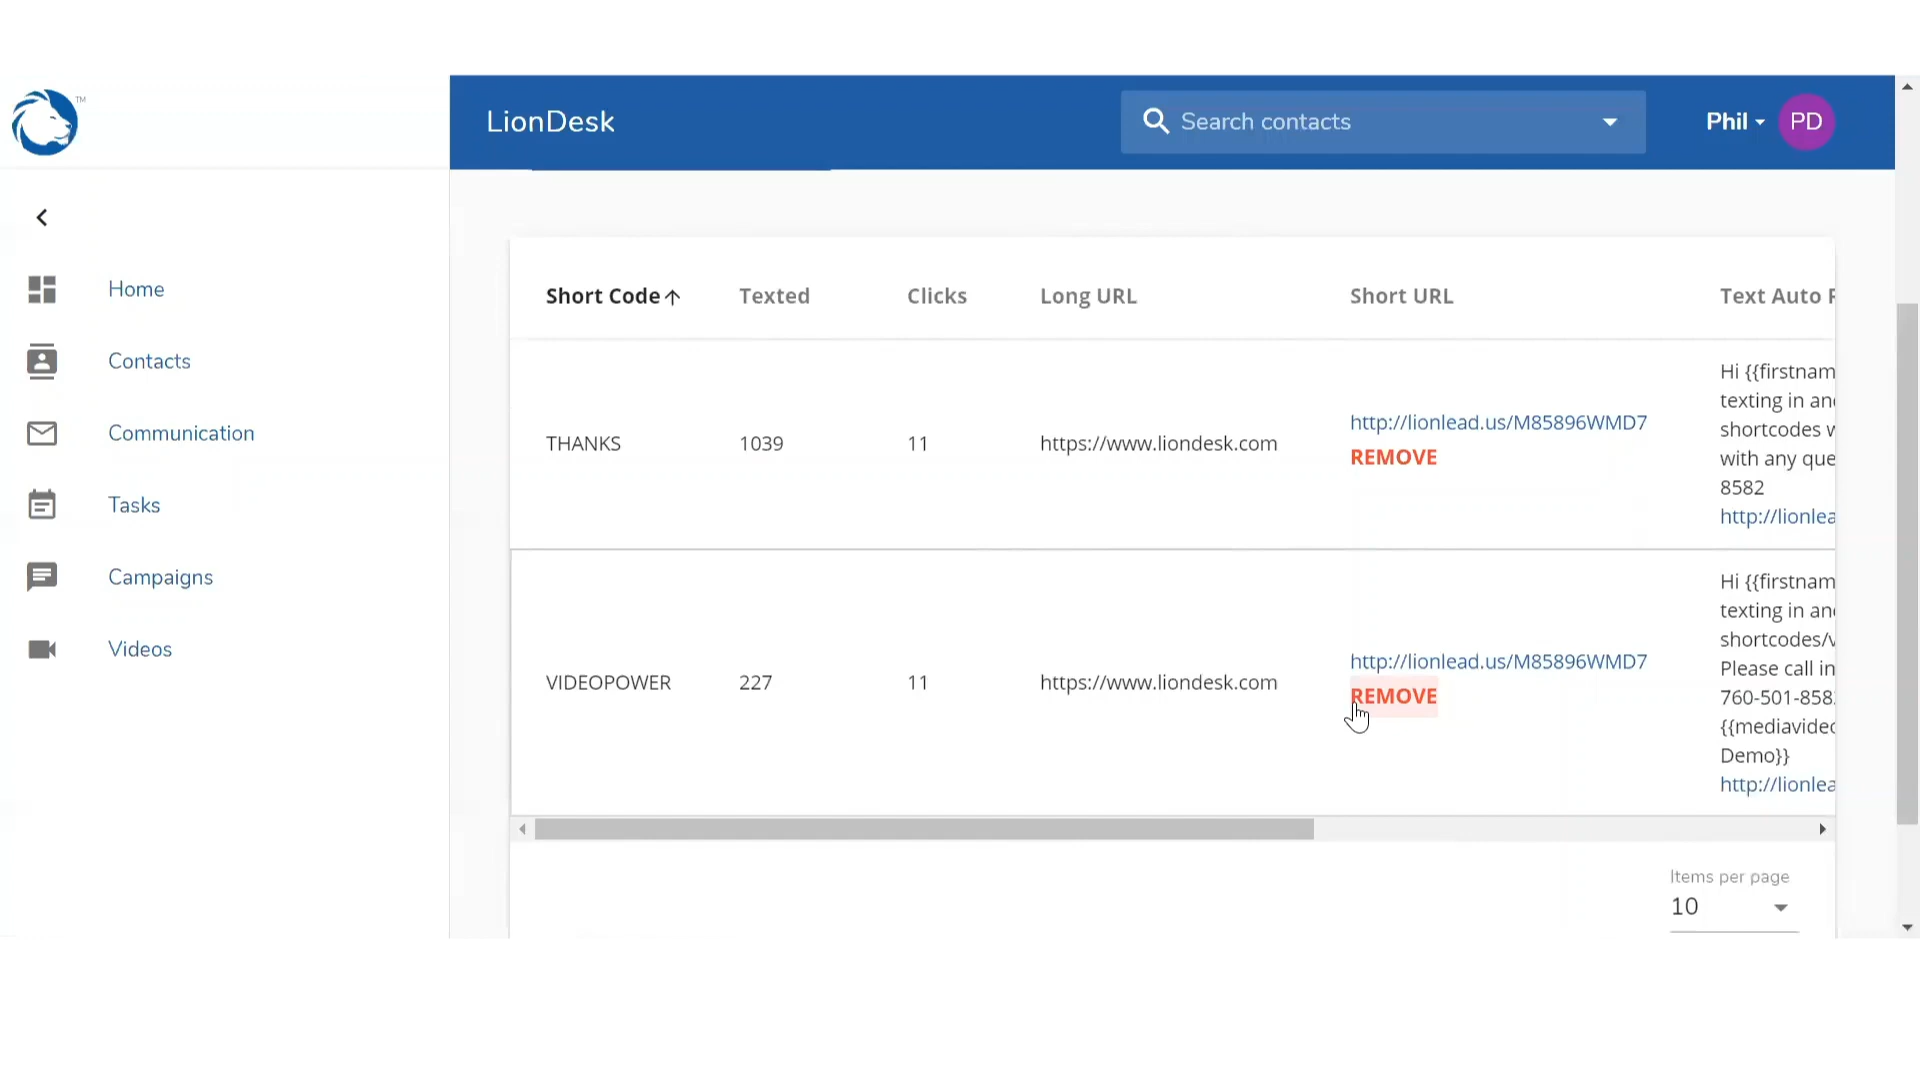 TM
LionDesk
Search contacts
Phil
PD
Home
Contacts
Communication
Tasks
Campaigns
Videos
Short Code
Texted
Clicks
Long URL
Short URL
Text Auto
THANKS
1039
11
https://www.liondesk.com
http://lionlead.us/M85896WMD7
REMOVE
Hi {{firstnam
texting in an
shortcodes
with any que
8582
http://lionlea
VIDEOPOWER
227
11
https://www.liondesk.com
http://lionlead.us/M85896WMD7
REMOVE
Hi {{firstnam
texting in an
shortcodes/
Please call in
760-501-858
{{mediavide
Demo}}
http://lionlea
Items per page
10